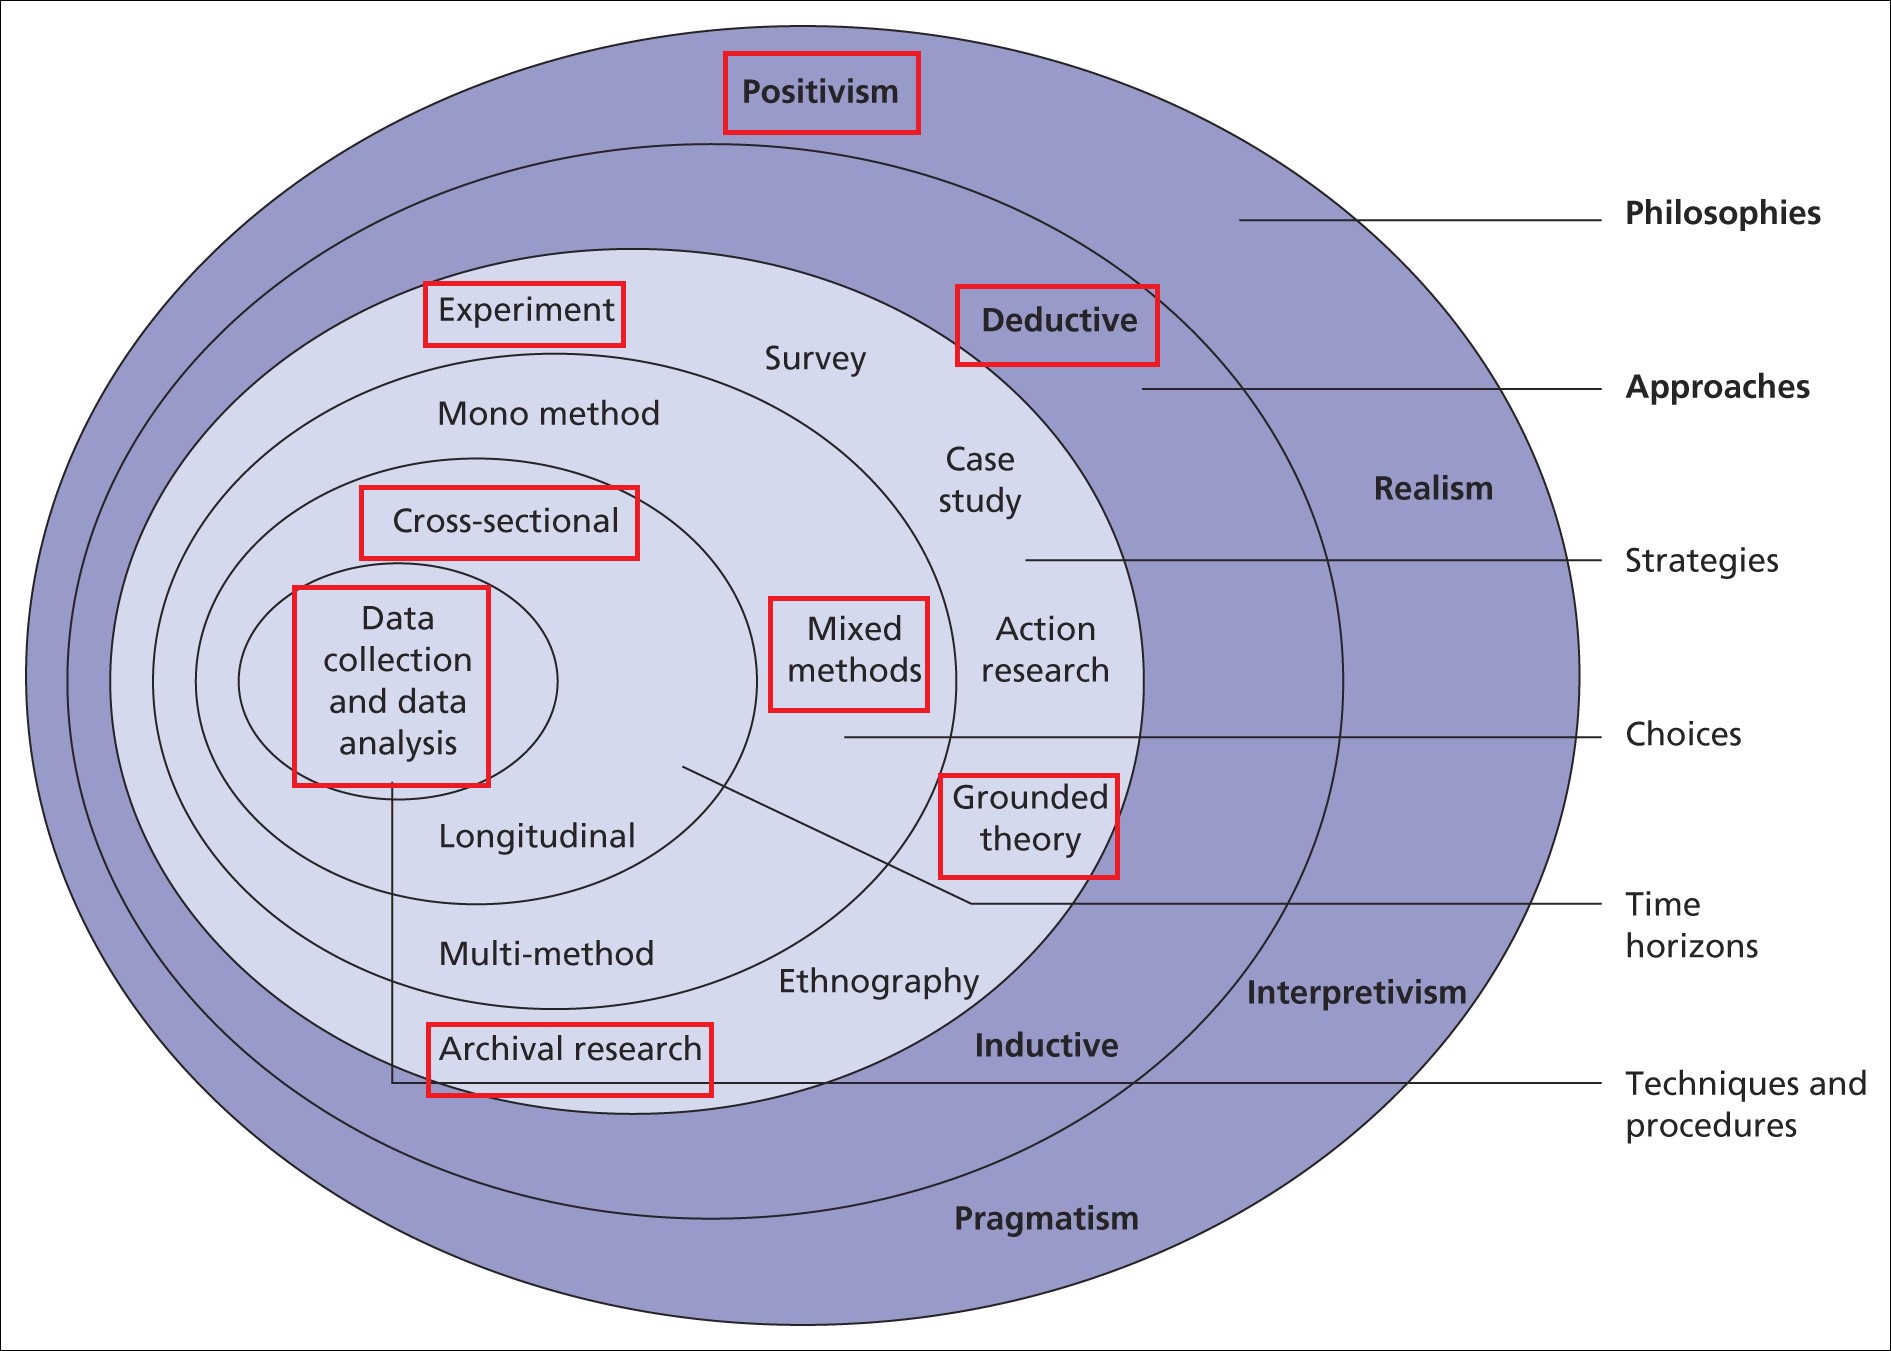 Positivism
Philosophies
Experiment
Deductive
Survey
Approaches
Mono method
Case
study
Realism
Cross-sectional
Strategies
Data
collection
and data
analysis
Mixed
methods
Action
research
Choices
Grounded
theory
Longitudinal
Time
horizons
Multi-method
Ethnography
Interpretivism
Archival research
Inductive
Techniques and
procedures
Pragmatism